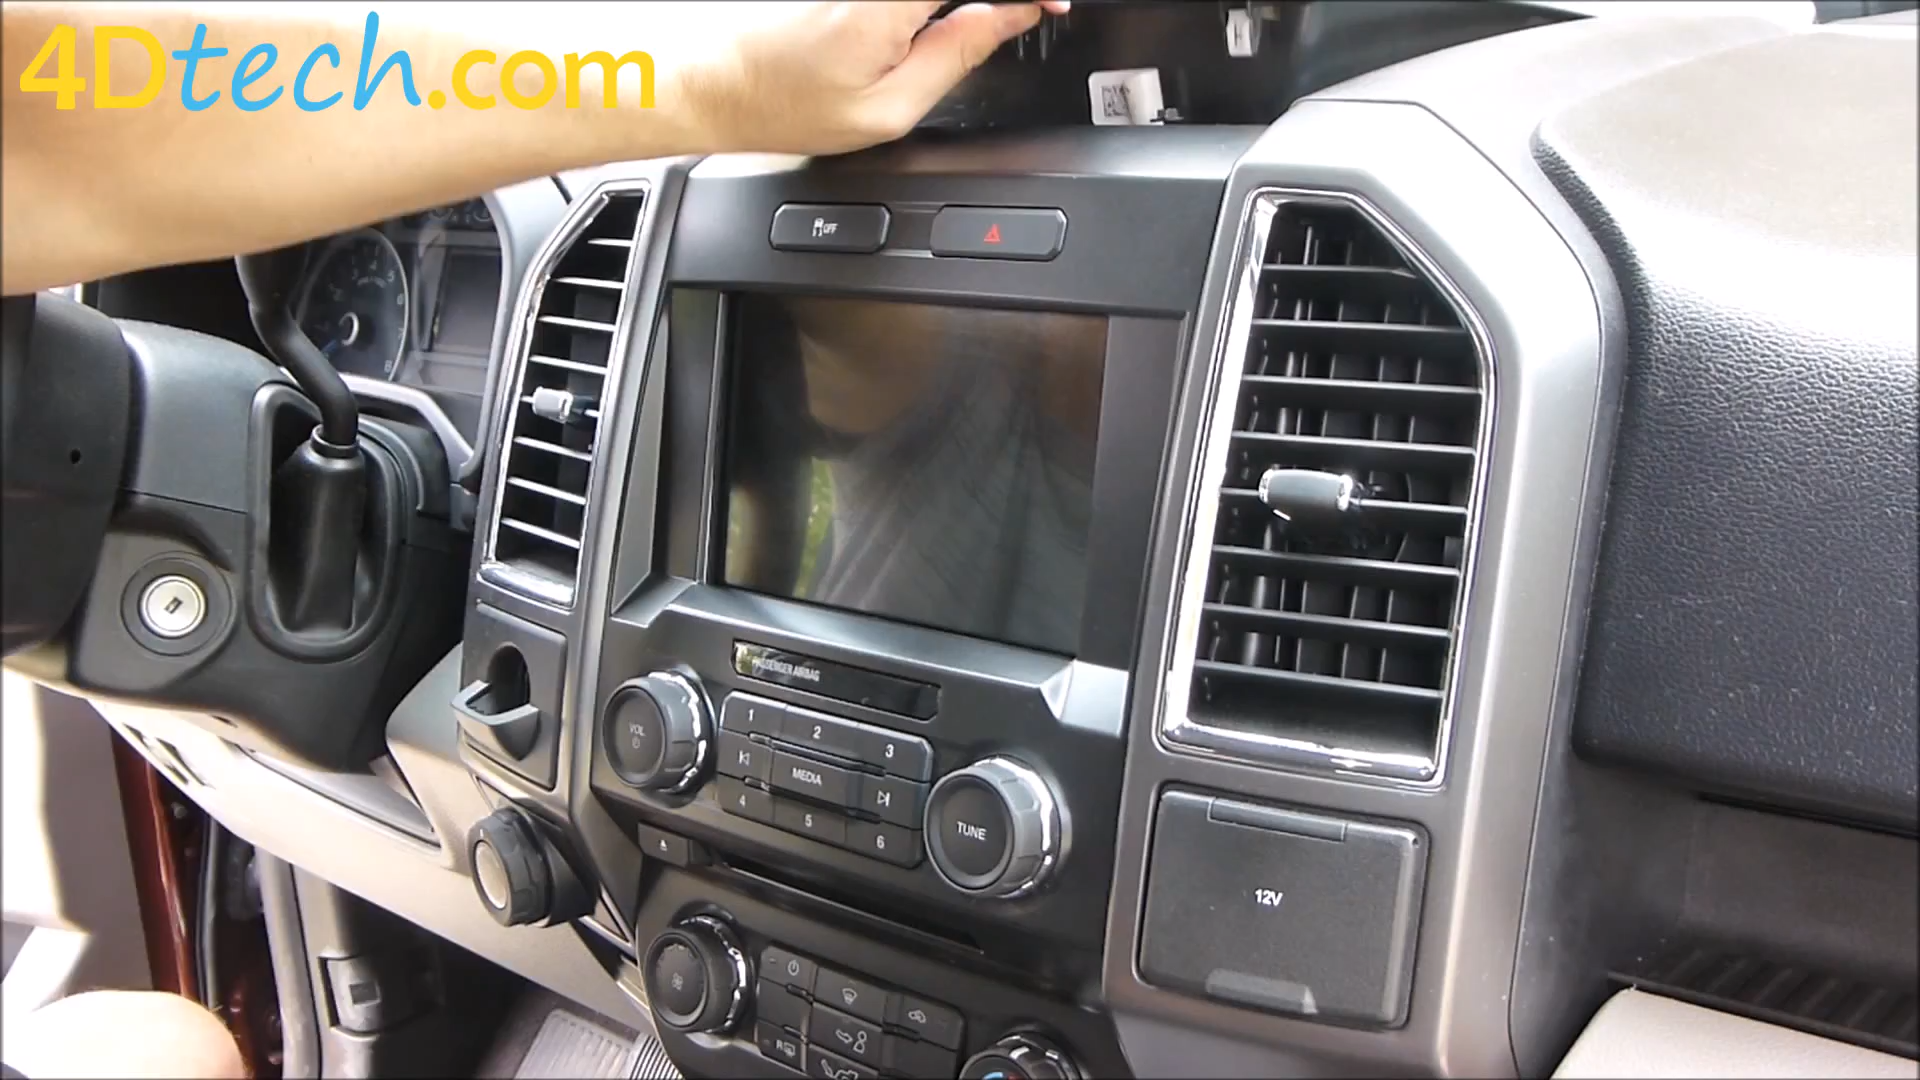 4Dtech.com
OFF
PASSENGER AIRBAG
VOL
1 2 3
MEDIA
4 5 6
TUNE
12V
R